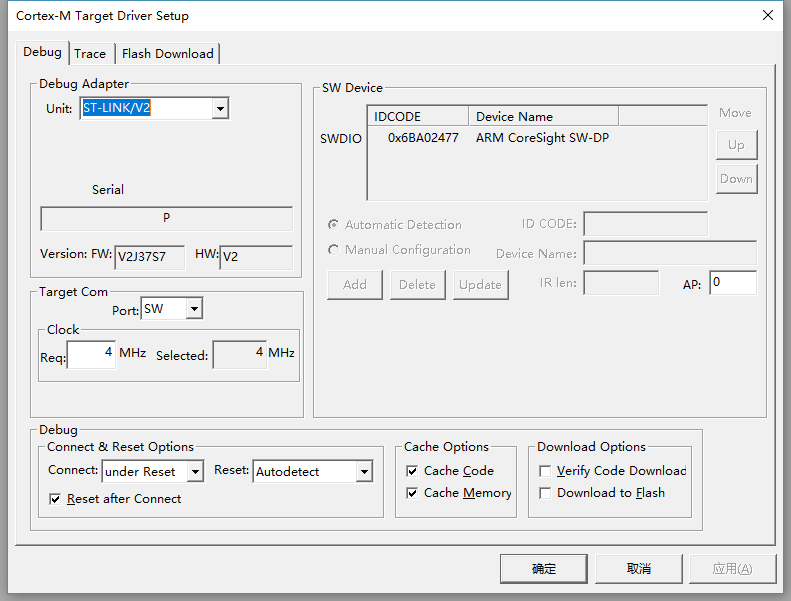 Cortex-M Target Driver Setup
Debug Trace Flash Download
Debug Adapter
Unit: ST-LINK/V2
Serial
P
Version: FW: V2J37S7 HW: V2
Target Com
Port: SW
Clock
Req: 4 MHz Selected: 4 MHz
SW Device
IDCODE Device Name Move
SWDIO 0x6BA02477 ARM CoreSight SW-DP
Up
Down
Automatic Detection ID CODE:
Manual Configuration Device Name:
Add Delete Update IR len: AP: 0
Debug
Connect & Reset Options
Connect: under Reset Reset: Autodetect
Reset after Connect
Cache Options
Cache Code
Cache Memory
Download Options
Verify Code Download
Download to Flash
确定 取消 应用(A)